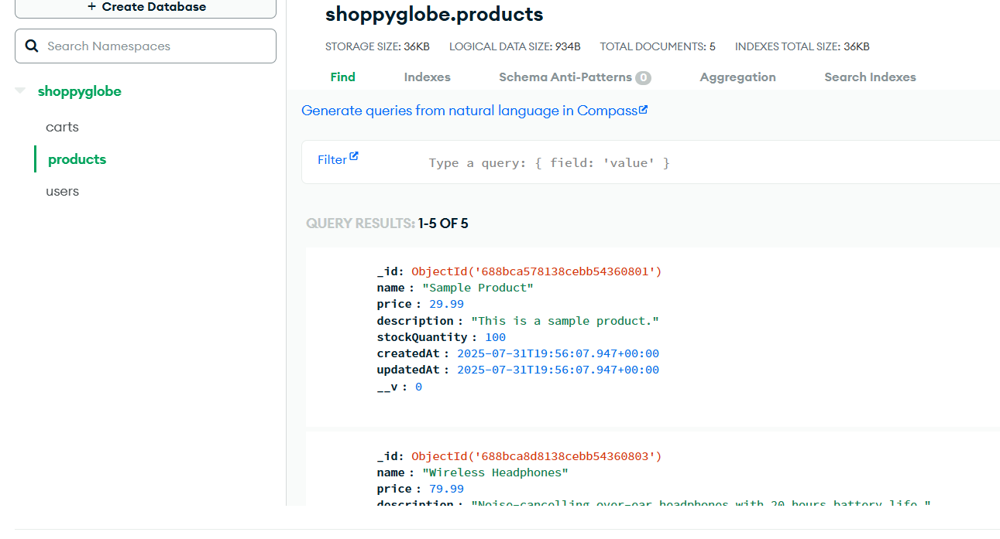 + Create Database
Search Namespaces
shoppyglobe
carts
products
users
shoppyglobe.products
STORAGE SIZE: 36KB LOGICAL DATA SIZE: 934B TOTAL DOCUMENTS: 5 INDEXES TOTAL SIZE: 36KB
Find Indexes Schema Anti-Patterns 0 Aggregation Search Indexes
Generate queries from natural language in Compass
Filter Type a query: { field: 'value' }
QUERY RESULTS: 1-5 OF 5
_id: ObjectId('688bca578138cebb54360801')
name : "Sample Product"
price : 29.99
description : "This is a sample product."
stockQuantity : 100
createdAt : 2025-07-31T19:56:07.947+00:00
updatedAt : 2025-07-31T19:56:07.947+00:00
__v : 0
_id: ObjectId('688bca8d8138cebb54360803')
name : "Wireless Headphones"
price : 79.99
description : "Noise-cancelling over-ear headphones with 20 hours battery life."